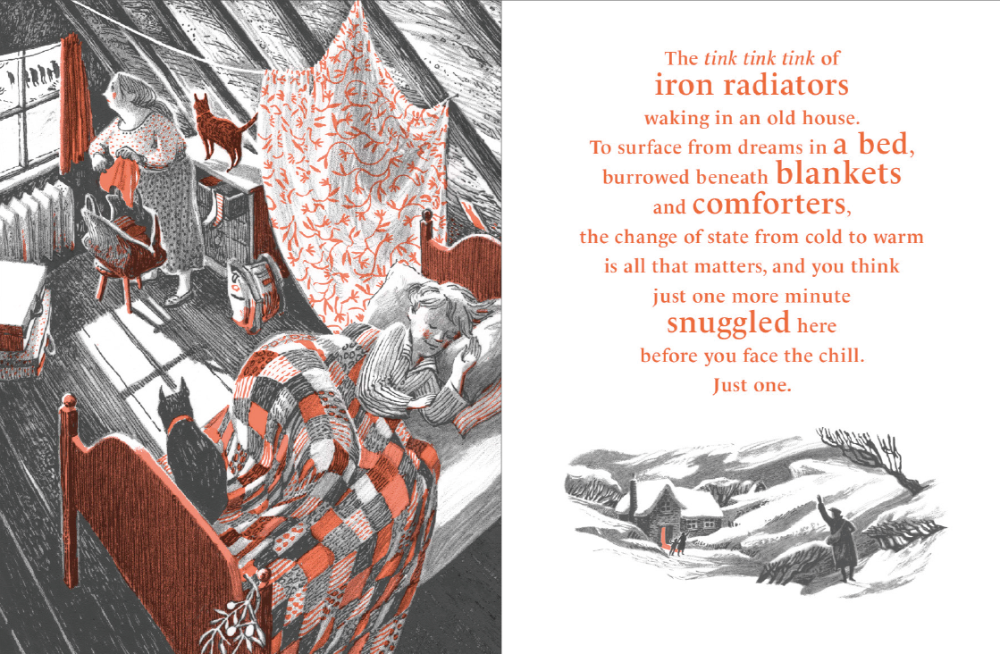 The tink tink tink of
iron radiators
waking in an old house.
To surface from dreams in a bed,
burrowed beneath blankets
and comforters,
the change of state from cold to warm
is all that matters, and you think
just one more minute
snuggled here
before you face the chill.
Just one.